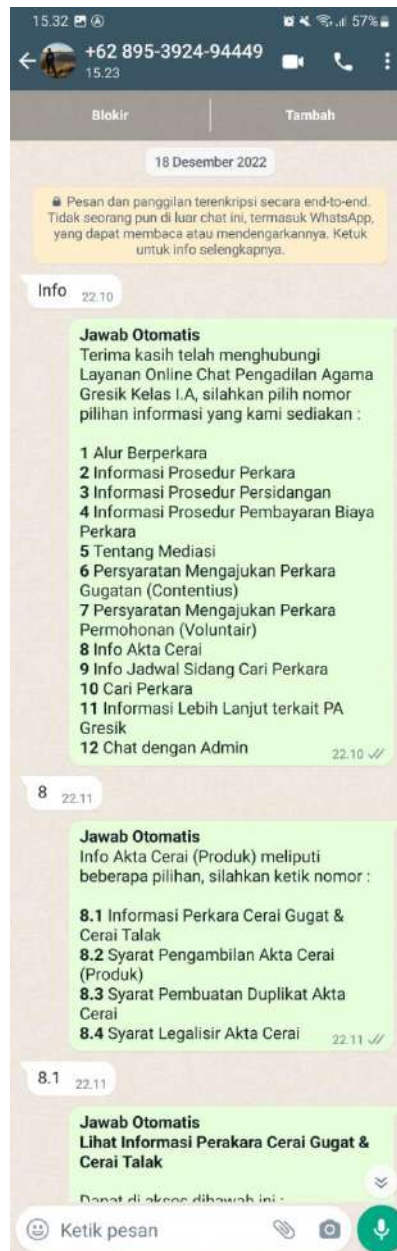 15.32
57%
+62 895-3924-94449
15.23
Blokir
Tambah
18 Desember 2022
Pesan dan panggilan terenkripsi secara end-to-end.
Tidak seorang pun di luar chat ini, termasuk WhatsApp,
yang dapat membaca atau mendengarkannya. Ketuk
untuk info selengkapnya.
Info 22.10
Jawab Otomatis
Terima kasih telah menghubungi
Layanan Online Chat Pengadilan Agama
Gresik Kelas I.A, silahkan pilih nomor
pilihan informasi yang kami sediakan :
1 Alur Berperkara
2 Informasi Prosedur Perkara
3 Informasi Prosedur Persidangan
4 Informasi Prosedur Pembayaran Biaya
Perkara
5 Tentang Mediasi
6 Persyaratan Mengajukan Perkara
Gugatan (Contentius)
7 Persyaratan Mengajukan Perkara
Permohonan (Voluntair)
8 Info Akta Cerai
9 Info Jadwal Sidang Cari Perkara
10 Cari Perkara
11 Informasi Lebih Lanjut terkait PA
Gresik
12 Chat dengan Admin
22.10
8 22.11
Jawab Otomatis
Info Akta Cerai (Produk) meliputi
beberapa pilihan, silahkan ketik nomor :
8.1 Informasi Perkara Cerai Gugat &
Cerai Talak
8.2 Syarat Pengambilan Akta Cerai
(Produk)
8.3 Syarat Pembuatan Duplikat Akta
Cerai
8.4 Syarat Legalisir Akta Cerai
22.11
8.1 22.11
Jawab Otomatis
Lihat Informasi Perakara Cerai Gugat &
Cerai Talak
Dapat di akses dibawah ini :
Ketik pesan